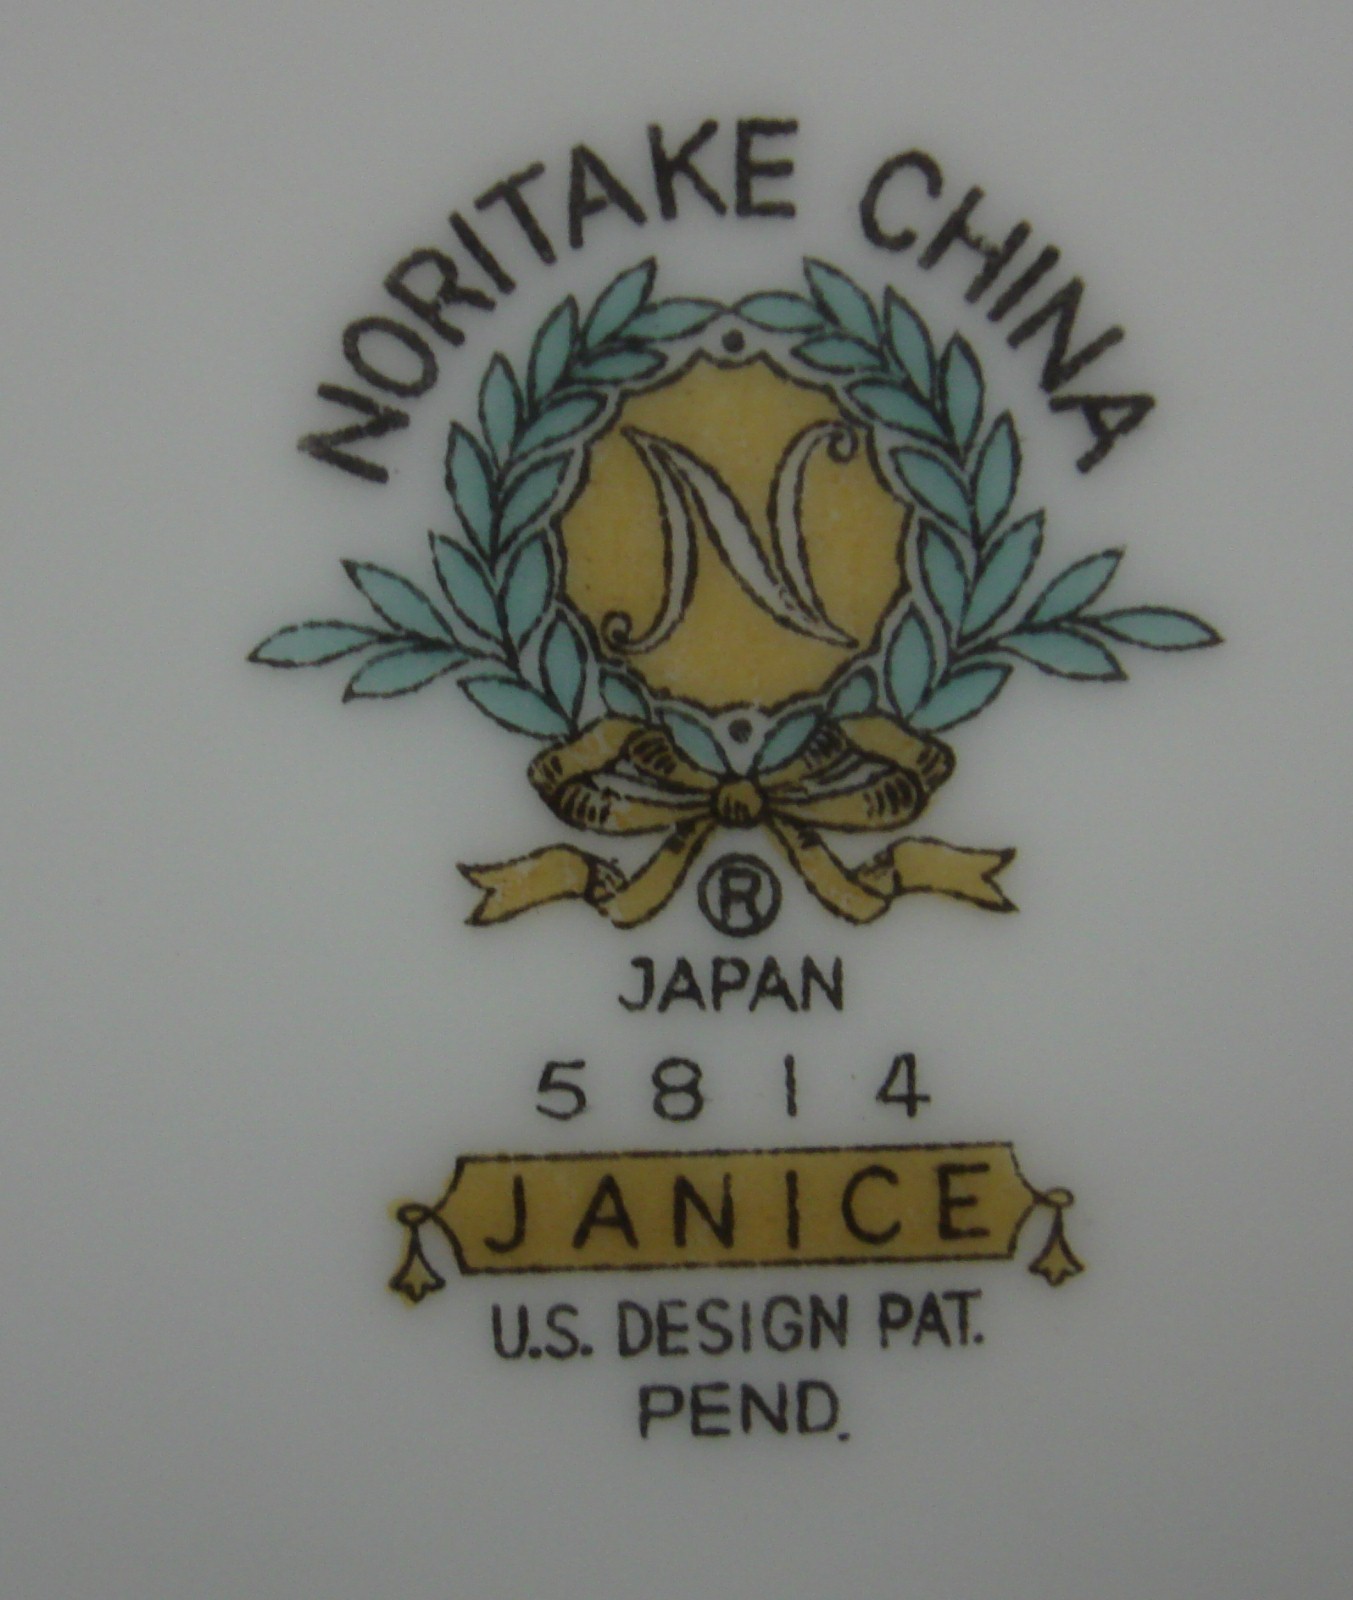 NORITAKE CHINA
N
®
JAPAN
5814
JANICE
U.S. DESIGN PAT.
PEND.